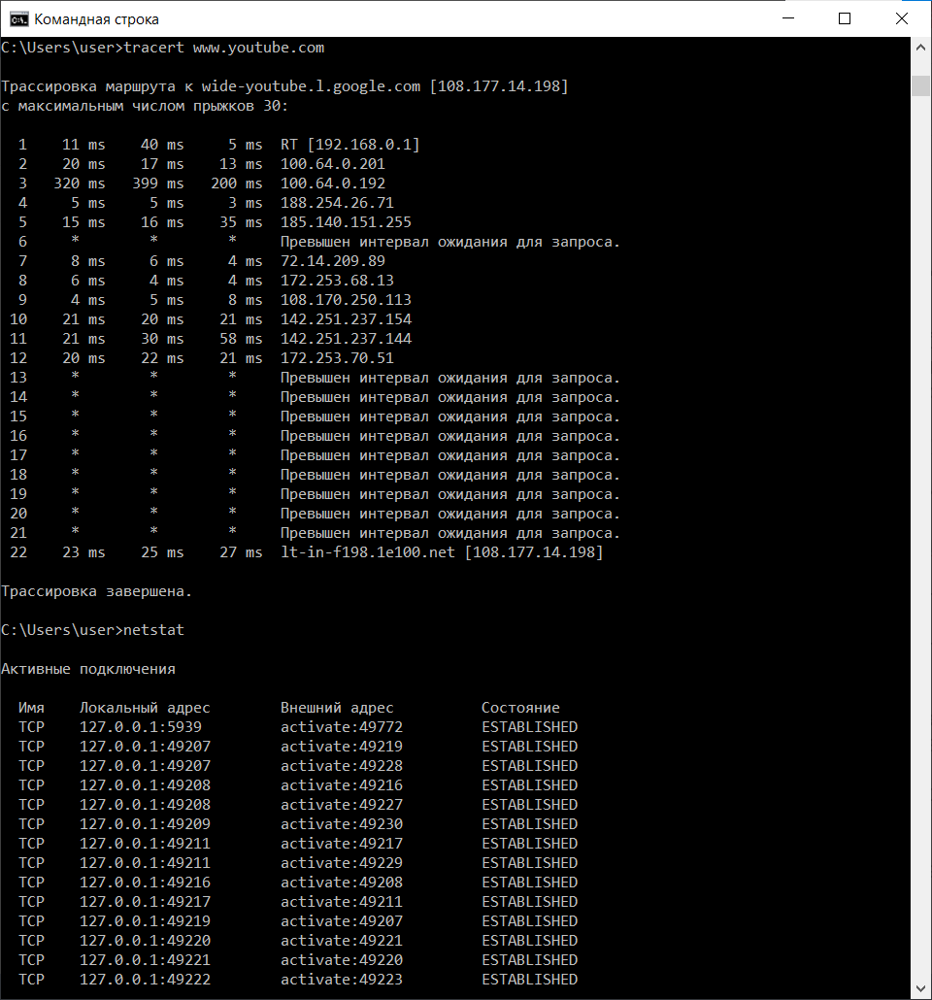 Командная строка
C:\Users\user>tracert www.youtube.com
Трассировка маршрута к wide-youtube.l.google.com [108.177.14.198]
с максимальным числом прыжков 30:
1 11 ms 40 ms 5 ms RT [192.168.0.1]
2 20 ms 17 ms 13 ms 100.64.0.201
3 320 ms 399 ms 200 ms 100.64.0.192
4 5 ms 5 ms 3 ms 188.254.26.71
5 15 ms 16 ms 35 ms 185.140.151.255
6 * * * Превышен интервал ожидания для запроса.
7 8 ms 6 ms 4 ms 72.14.209.89
8 6 ms 4 ms 4 ms 172.253.68.13
9 4 ms 5 ms 8 ms 108.170.250.113
10 21 ms 20 ms 21 ms 142.251.237.154
11 21 ms 30 ms 58 ms 142.251.237.144
12 20 ms 22 ms 21 ms 172.253.70.51
13 * * * Превышен интервал ожидания для запроса.
14 * * * Превышен интервал ожидания для запроса.
15 * * * Превышен интервал ожидания для запроса.
16 * * * Превышен интервал ожидания для запроса.
17 * * * Превышен интервал ожидания для запроса.
18 * * * Превышен интервал ожидания для запроса.
19 * * * Превышен интервал ожидания для запроса.
20 * * * Превышен интервал ожидания для запроса.
21 * * * Превышен интервал ожидания для запроса.
22 23 ms 25 ms 27 ms lt-in-f198.1e100.net [108.177.14.198]
Трассировка завершена.
C:\Users\user>netstat
Активные подключения
Имя Локальный адрес Внешний адрес Состояние
TCP 127.0.0.1:5939 activate:49772 ESTABLISHED
TCP 127.0.0.1:49207 activate:49219 ESTABLISHED
TCP 127.0.0.1:49207 activate:49228 ESTABLISHED
TCP 127.0.0.1:49208 activate:49216 ESTABLISHED
TCP 127.0.0.1:49208 activate:49227 ESTABLISHED
TCP 127.0.0.1:49209 activate:49230 ESTABLISHED
TCP 127.0.0.1:49211 activate:49217 ESTABLISHED
TCP 127.0.0.1:49211 activate:49229 ESTABLISHED
TCP 127.0.0.1:49216 activate:49208 ESTABLISHED
TCP 127.0.0.1:49217 activate:49211 ESTABLISHED
TCP 127.0.0.1:49219 activate:49207 ESTABLISHED
TCP 127.0.0.1:49220 activate:49221 ESTABLISHED
TCP 127.0.0.1:49221 activate:49220 ESTABLISHED
TCP 127.0.0.1:49222 activate:49223 ESTABLISHED